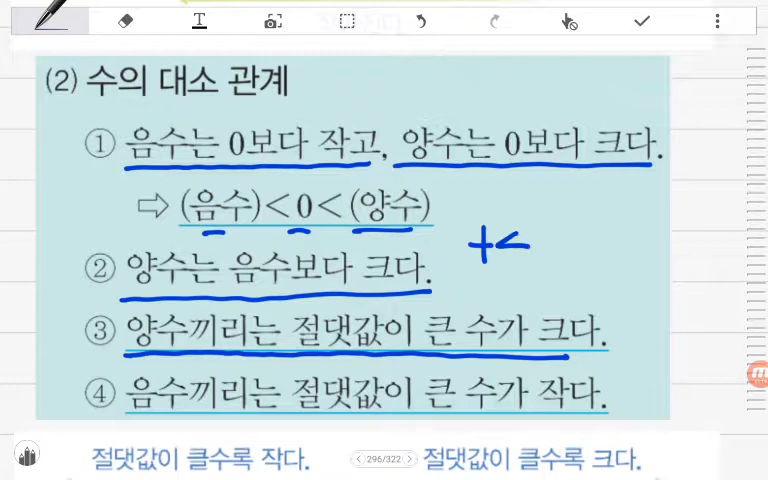 T
(2) 수의 대소 관계
① 음수는 0보다 작고, 양수는 0보다 크다.
⇨ (음수)<0<(양수)
+<
② 양수는 음수보다 크다.
③ 양수끼리는 절댓값이 큰 수가 크다.
④ 음수끼리는 절댓값이 큰 수가 작다.
절댓값이 클수록 작다. 296/322 절댓값이 클수록 크다.